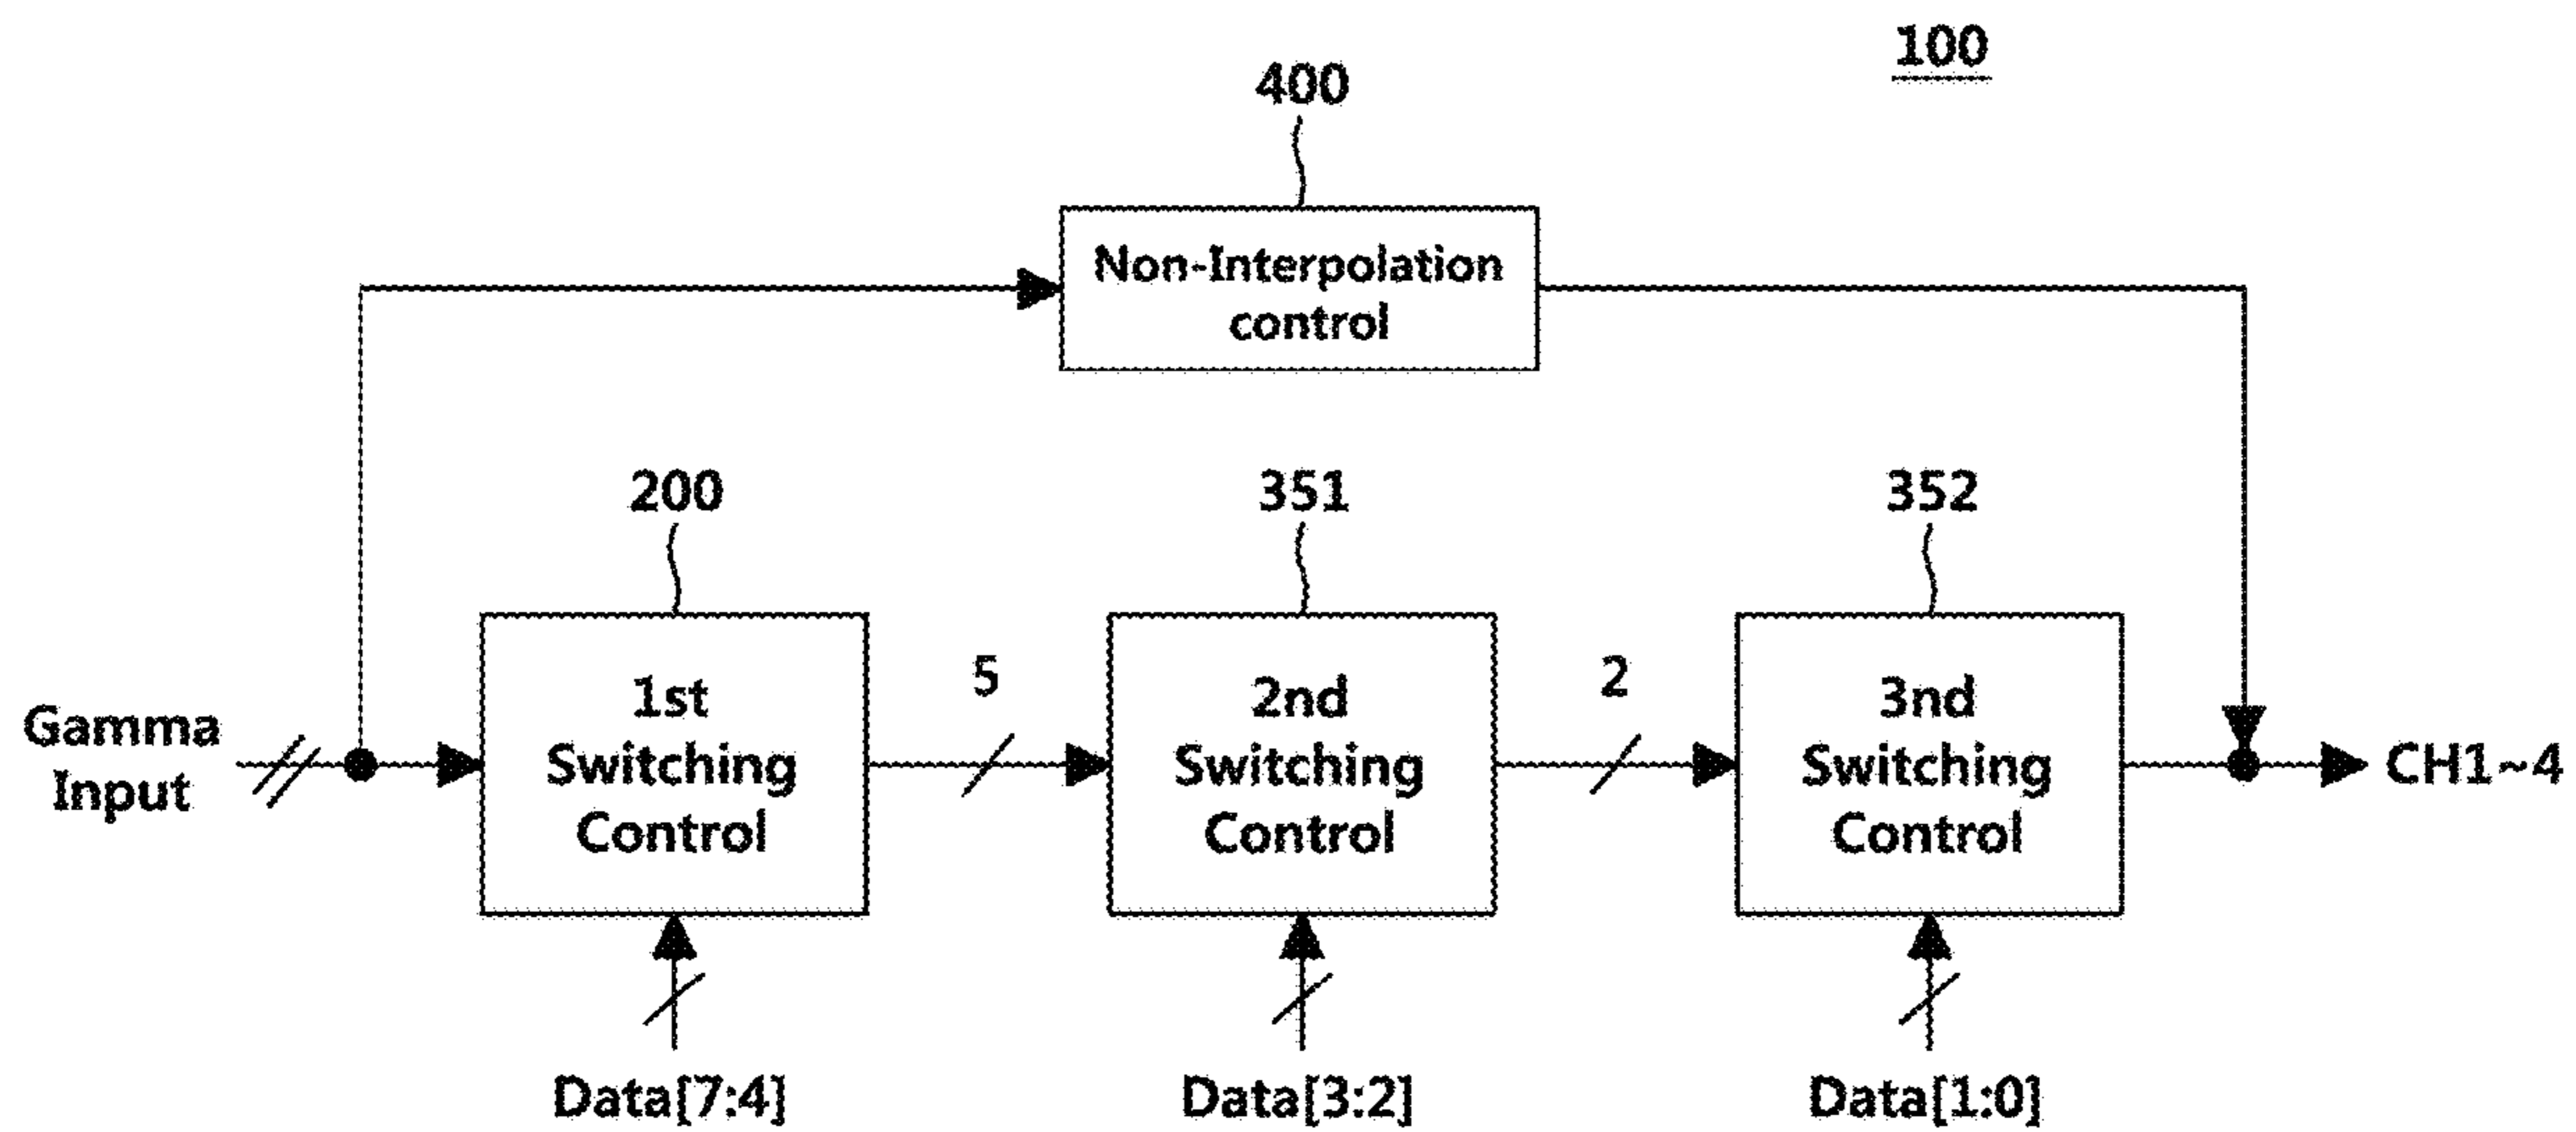 100
400
Non-Interpolation
control
200
351
352
Gamma
Input
1st
Switching
Control
5
2nd
Switching
Control
2
3nd
Switching
Control
CH1~4
Data[7:4]
Data[3:2]
Data[1:0]